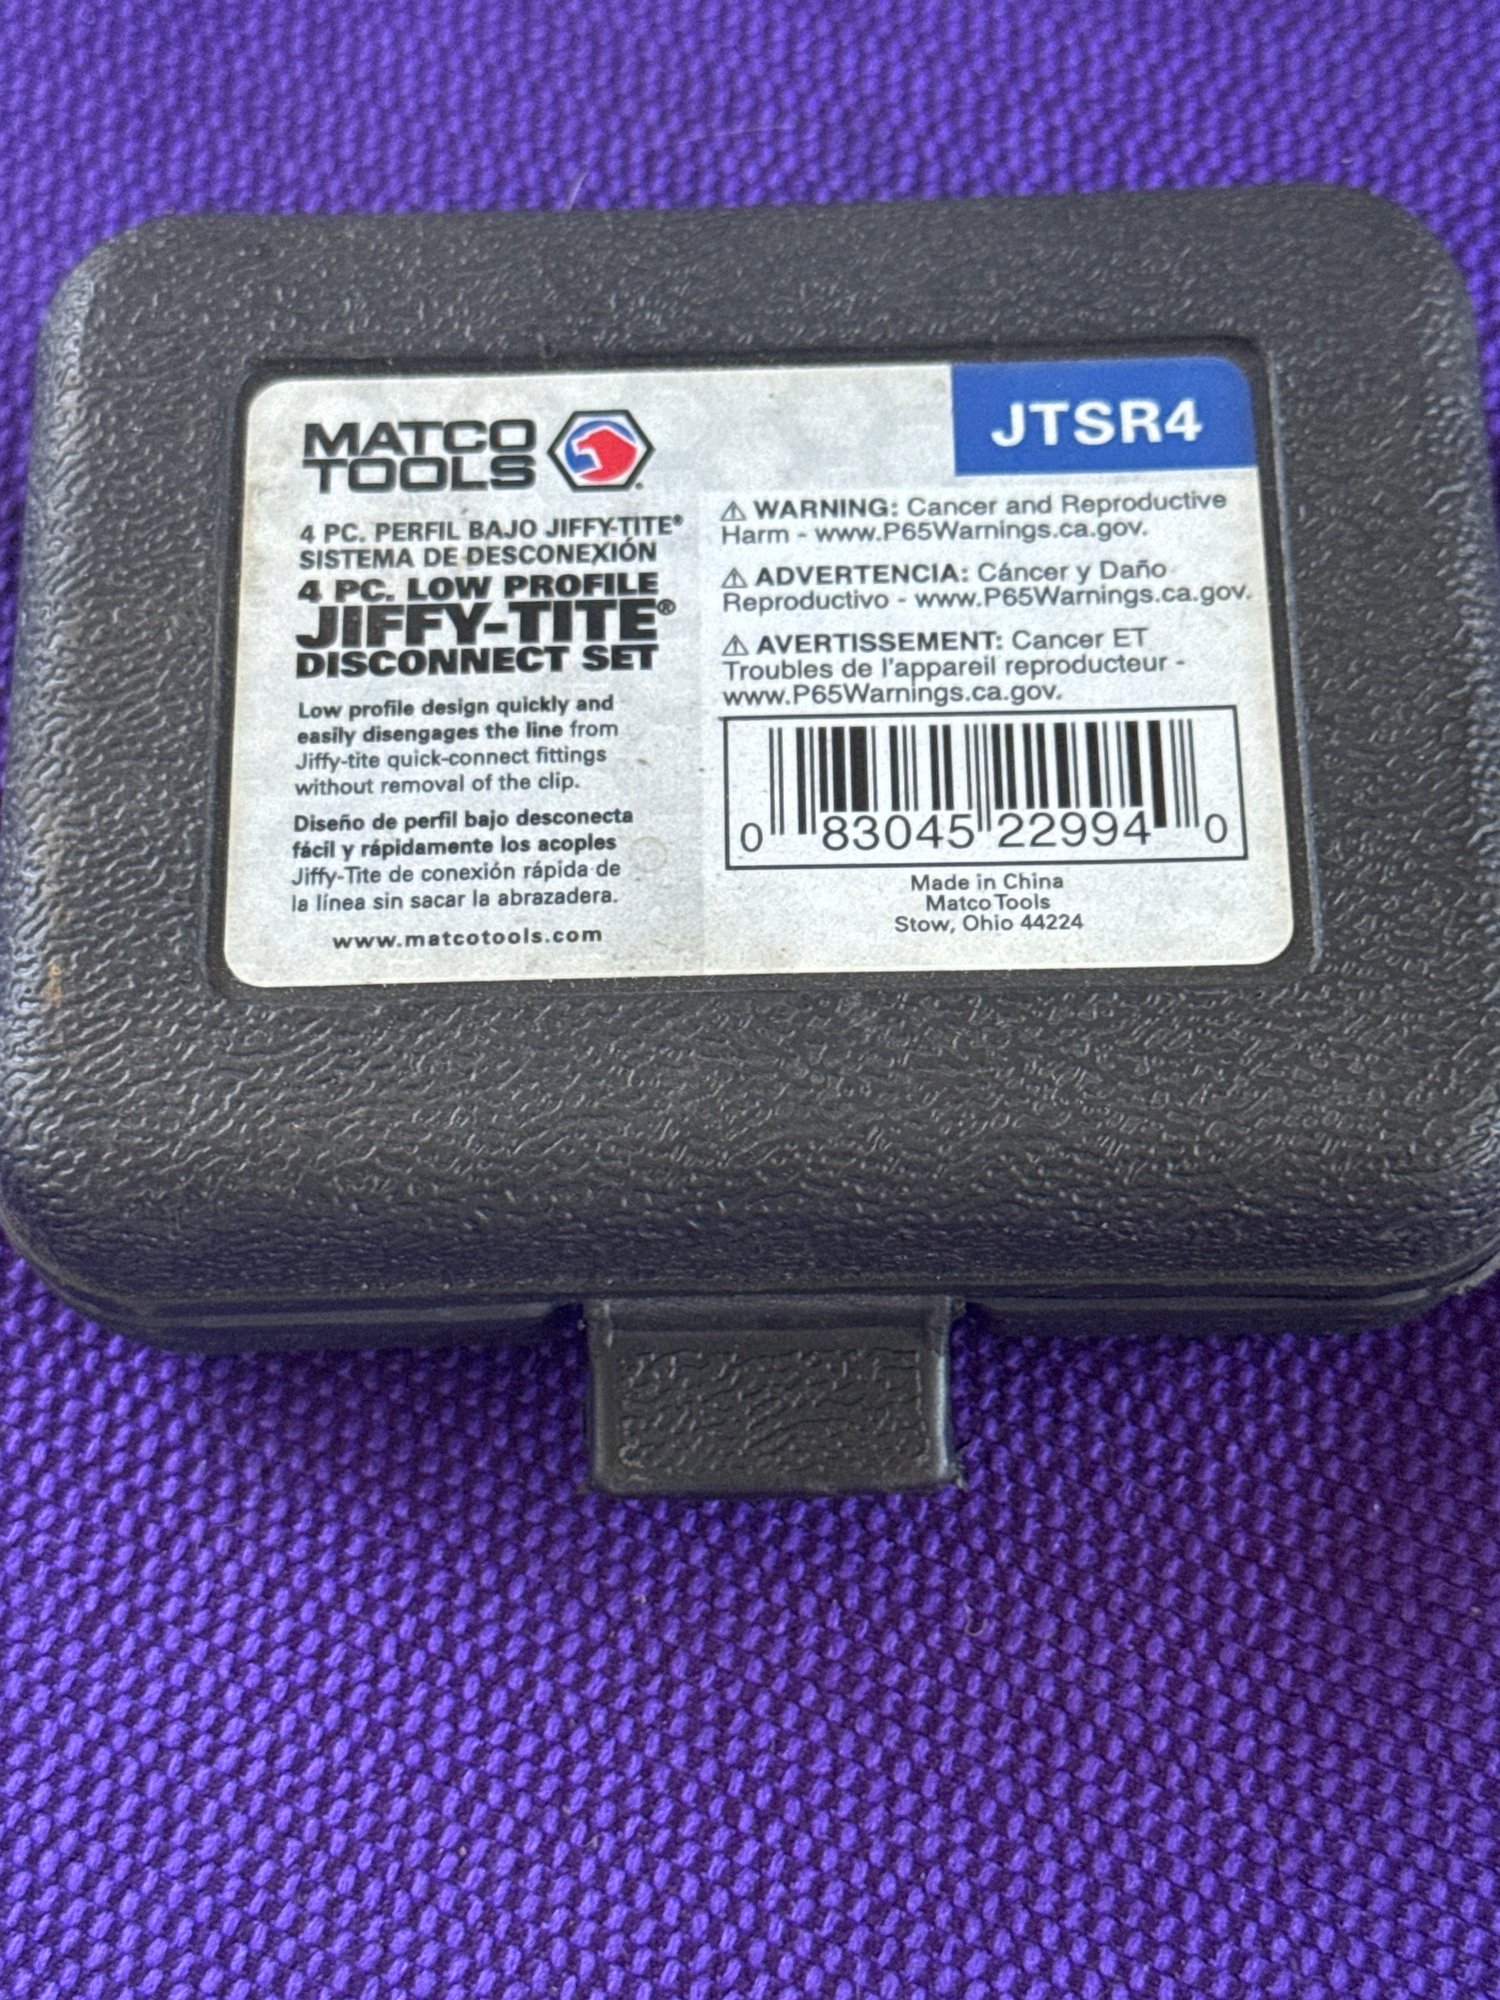 MATCO
TOOLS
JTSR4
4 PC. PERFIL BAJO JIFFY-TITE®
SISTEMA DE DESCONEXIÓN
4 PC. LOW PROFILE
JIFFY-TITE®
DISCONNECT SET
Low profile design quickly and
easily disengages the line from
Jiffy-tite quick-connect fittings
without removal of the clip.
Diseño de perfil bajo desconecta
fácil y rápidamente los acoples
Jiffy-Tite de conexión rápida de
la línea sin sacar la abrazadera.
www.matcotools.com
⚠ WARNING: Cancer and Reproductive
Harm - www.P65Warnings.ca.gov.
⚠ ADVERTENCIA: Cáncer y Daño
Reproductivo - www.P65Warnings.ca.gov.
⚠ AVERTISSEMENT: Cancer ET
Troubles de l'appareil reproducteur -
www.P65Warnings.ca.gov.
0 83045 22994 0
Made in China
Matco Tools
Stow, Ohio 44224